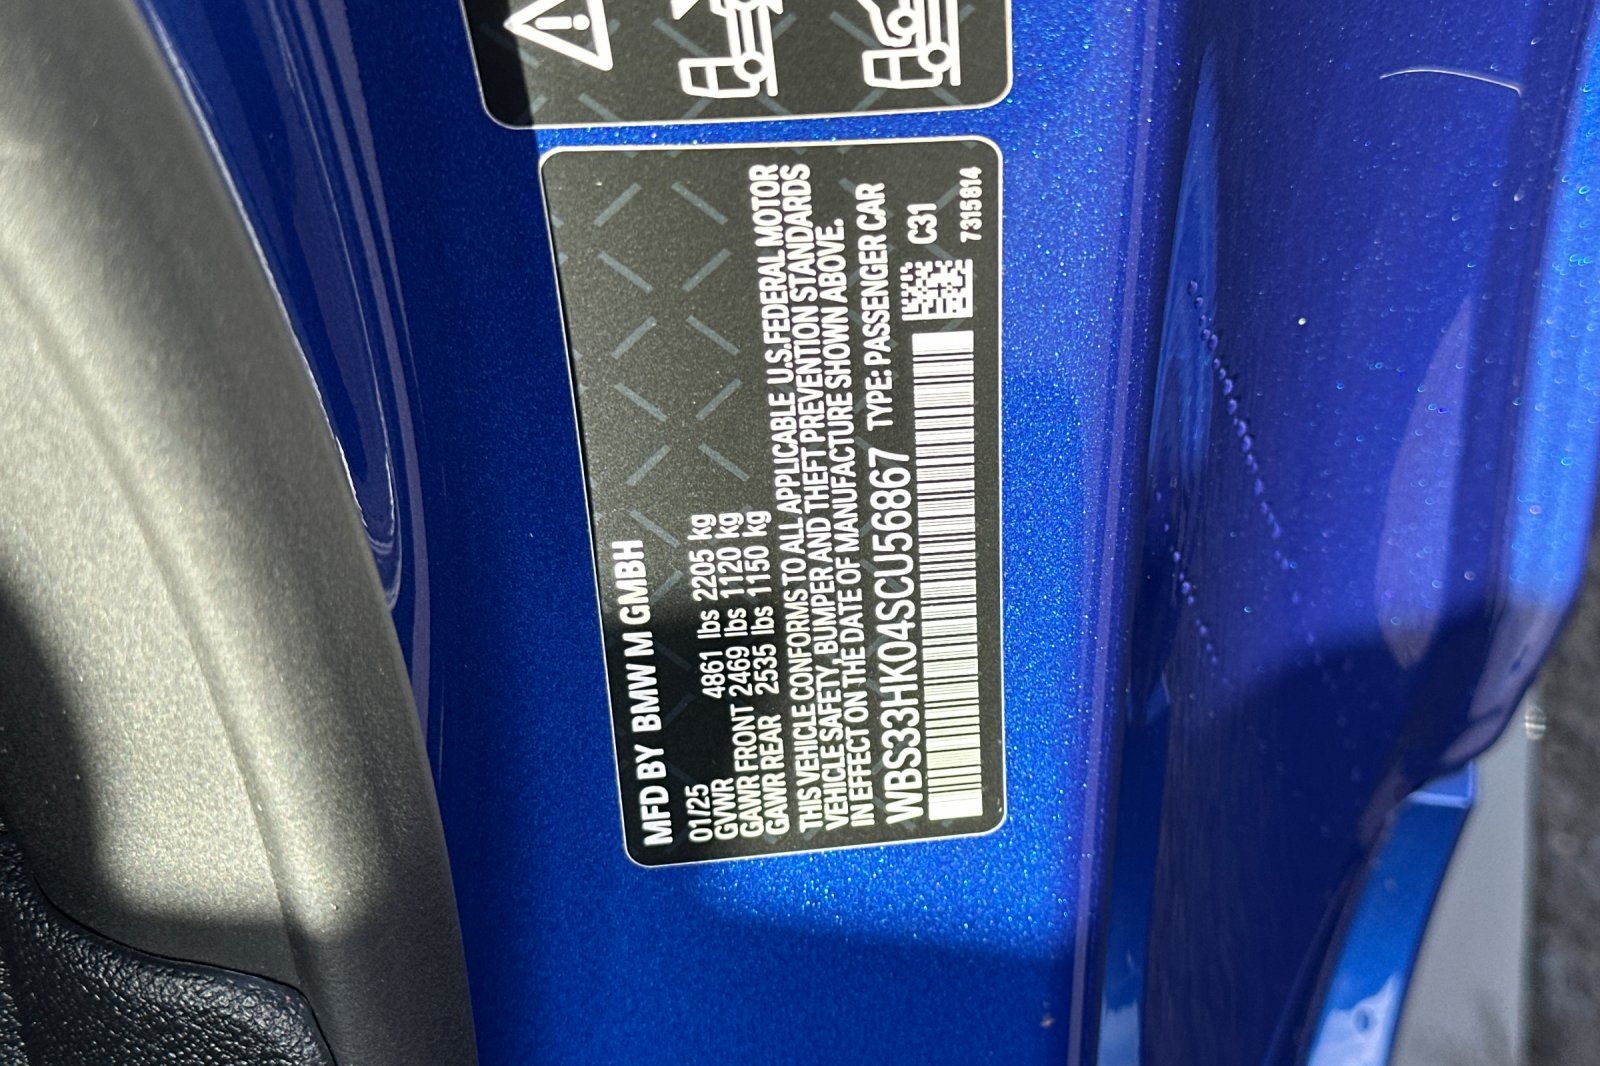 MFD BY BMW M GMBH
01/25
GVWR 4861 lbs 2205 kg
GAWR FRONT 2469 lbs 1120 kg
GAWR REAR 2535 lbs 1150 kg
THIS VEHICLE CONFORMS TO ALL APPLICABLE U.S.FEDERAL MOTOR
VEHICLE SAFETY, BUMPER AND THEFT PREVENTION STANDARDS
IN EFFECT ON THE DATE OF MANUFACTURE SHOWN ABOVE.
WBS33HK04SCU56867 TYPE: PASSENGER CAR
C31
7315814